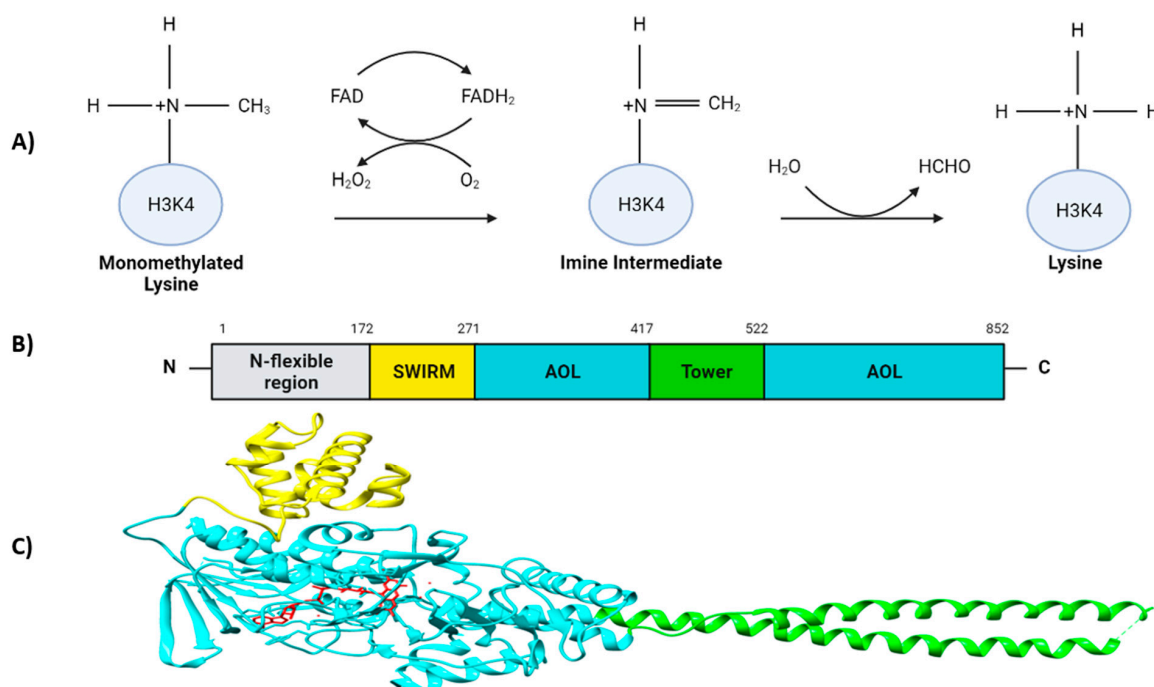 A)
H
H
+N
CH₃
H3K4
Monomethylated
Lysine
FAD
FADH₂
H₂O₂
O₂
H
+N
CH₂
H3K4
Imine Intermediate
H₂O
HCHO
H
H
+N
H
H3K4
Lysine
B)
1 172 271 417 522 852
N
N-flexible
region
SWIRM
AOL
Tower
AOL
C
C)